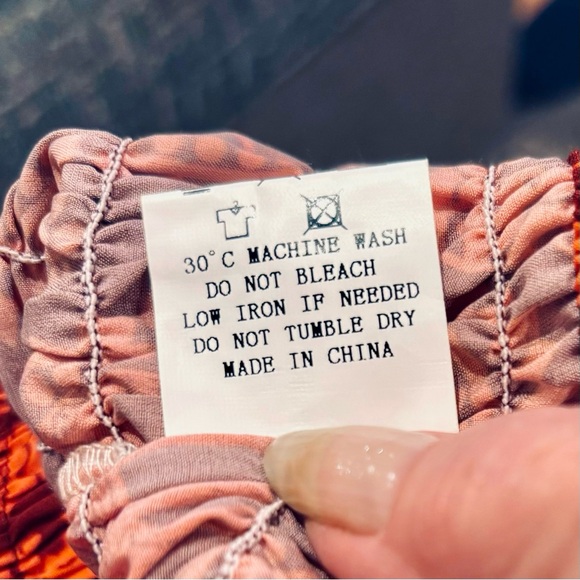 30°C MACHINE WASH
DO NOT BLEACH
LOW IRON IF NEEDED
DO NOT TUMBLE DRY
MADE IN CHINA